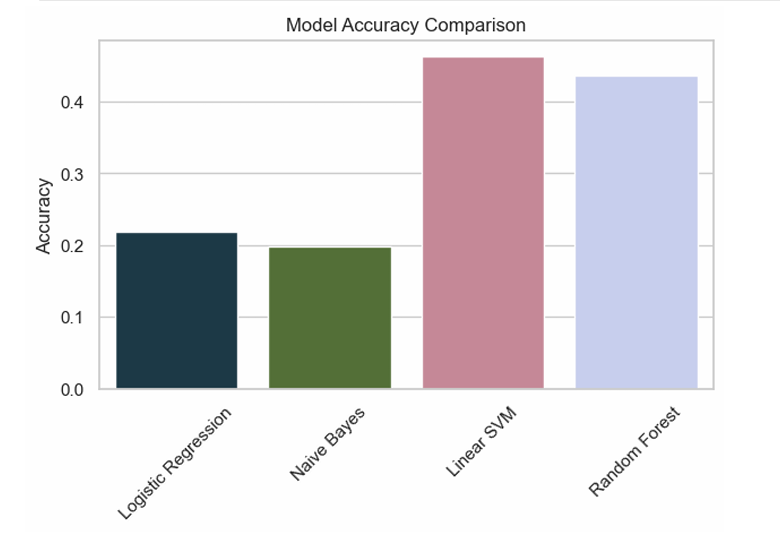 Model Accuracy Comparison
Accuracy
0.4
0.3
0.2
0.1
0.0
Logistic Regression
Naive Bayes
Linear SVM
Random Forest